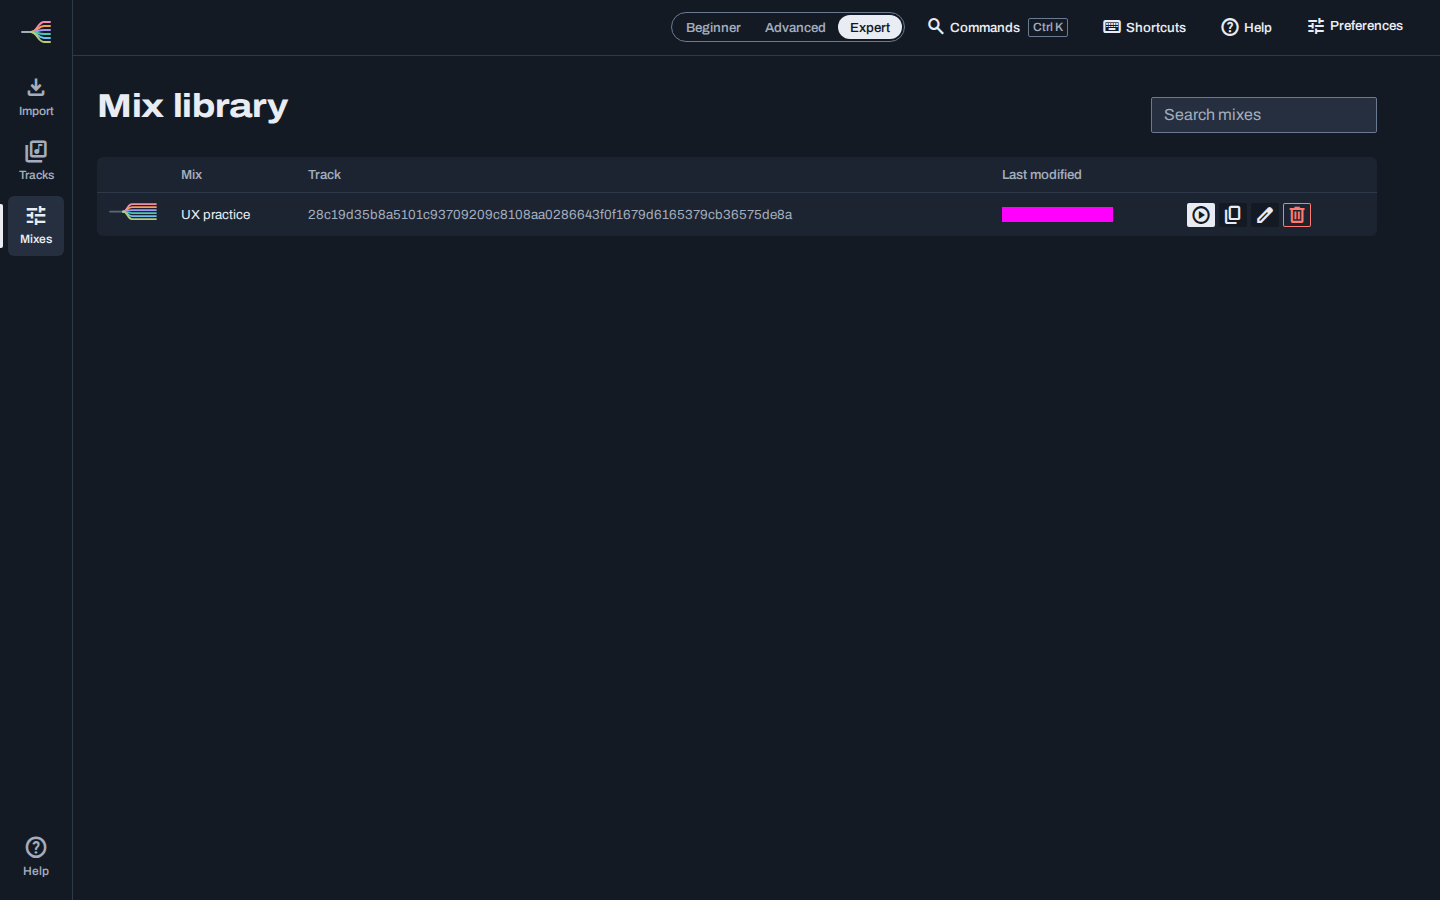 Beginner Advanced Expert Commands Ctrl K Shortcuts Help Preferences
Import
Tracks
Mixes
Help
Mix library
Search mixes
Mix Track Last modified
UX practice 28c19d35b8a5101c93709209c8108aa0286643f0f1679d6165379cb36575de8a